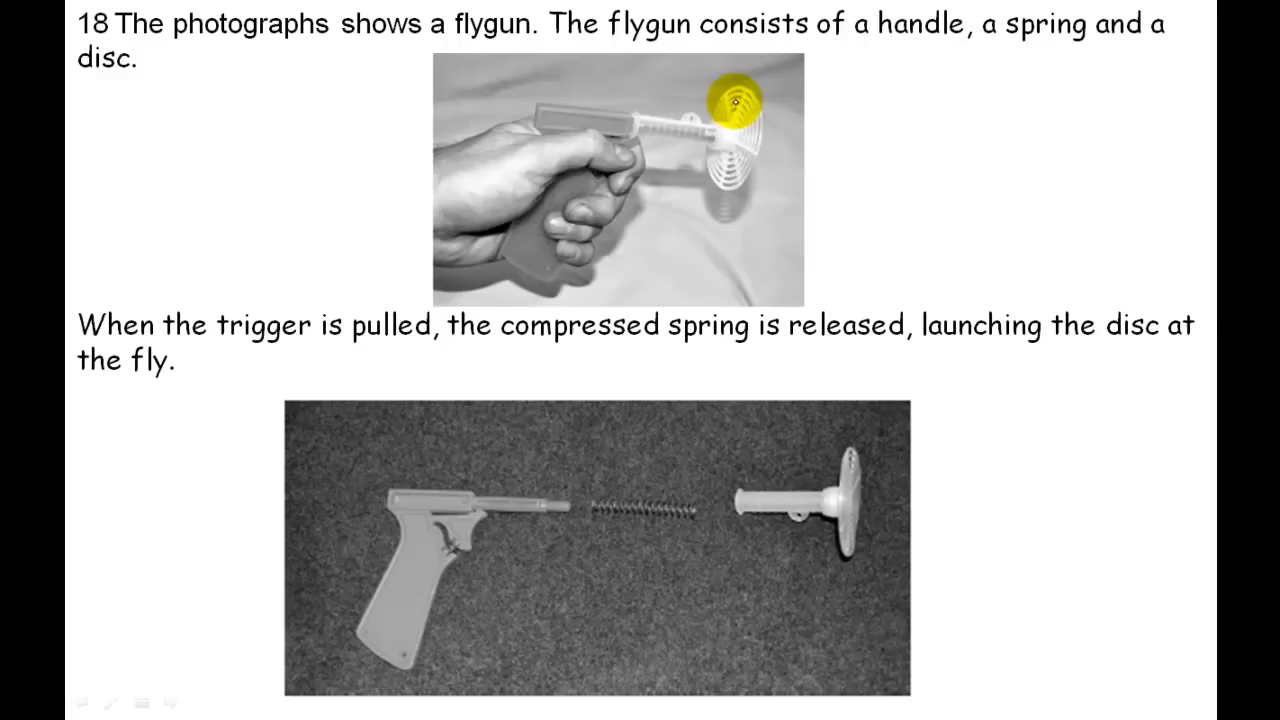 18 The photographs shows a flygun. The flygun consists of a handle, a spring and a
disc.
When the trigger is pulled, the compressed spring is released, launching the disc at
the fly.